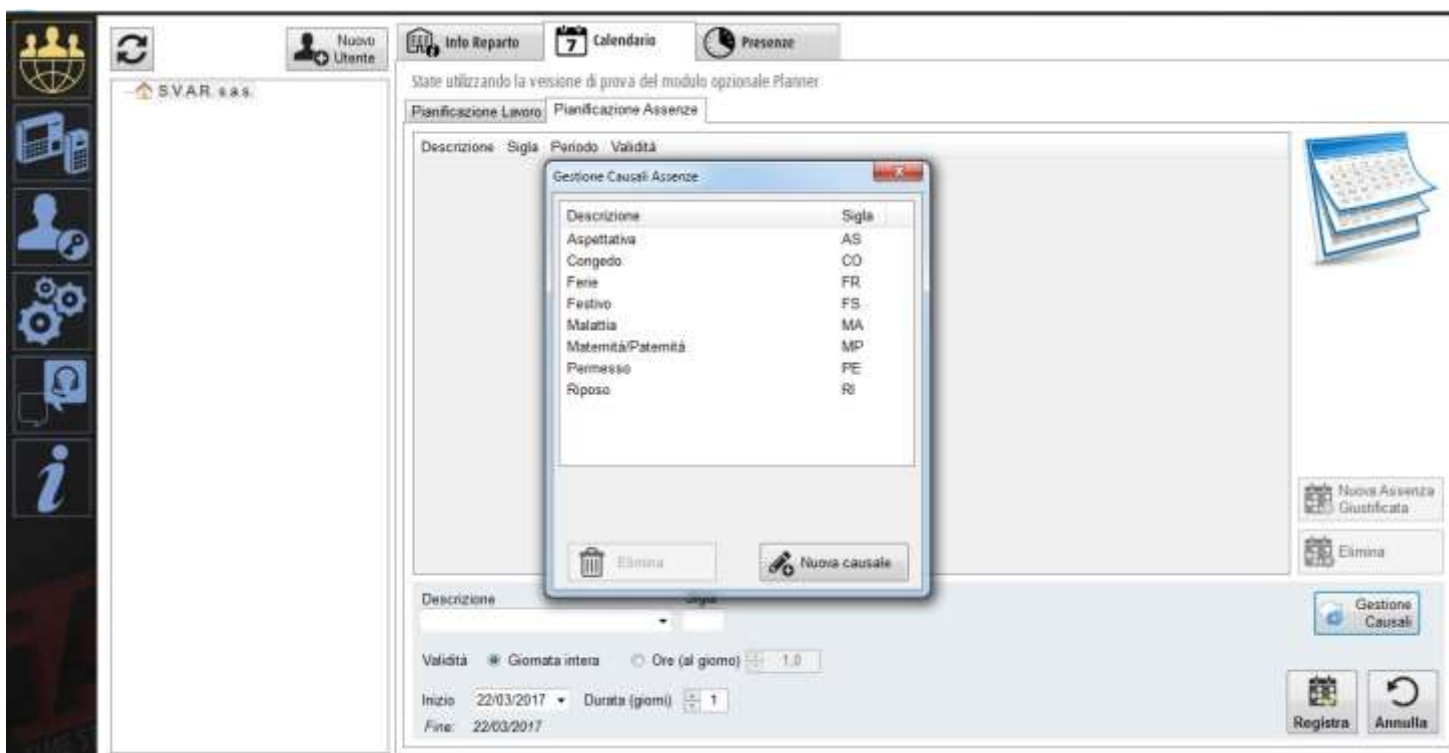 Nuovo Utente
Info Reparto
7 Calendario
Presenze
S.V.A.R. s.a.s.
State utilizzando la versione di prova del modulo opzionale Planner
Pianificazione Lavoro Pianificazione Assenze
Descrizione Sigla Periodo Validità
Gestione Causali Assenze
Descrizione Sigla
Aspettativa AS
Congedo CO
Ferie FR
Festivo FS
Malattia MA
Maternità/Paternità MP
Permesso PE
Riposo RI
Elimina
Nuova causale
Nuova Assenza
Giustificata
Elimina
Descrizione Sigla
Gestione
Causali
Validità Giornata intera Ore (al giorno) 1,0
Inizio 22/03/2017 Durata (giorni) 1
Fine: 22/03/2017
Registra
Annulla